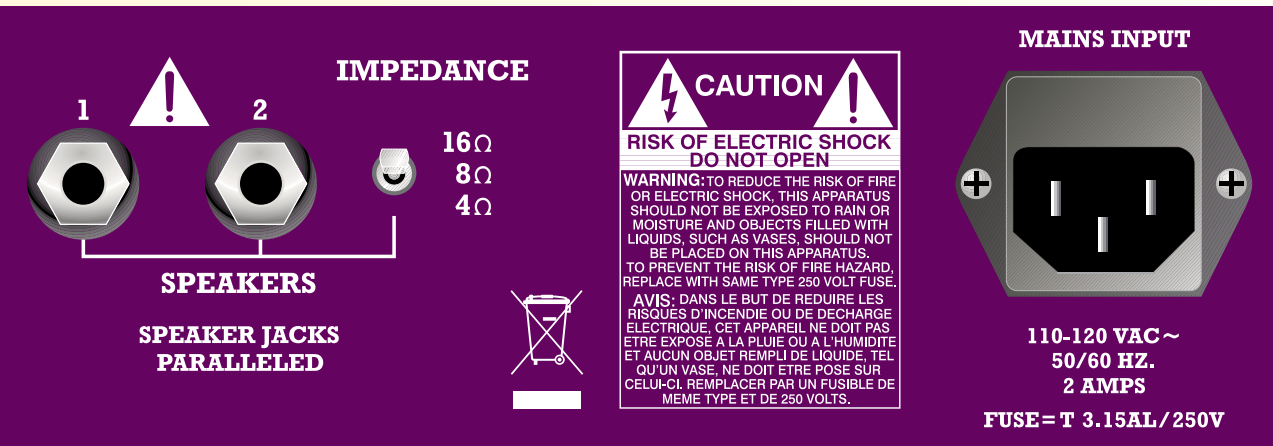 1
2
SPEAKERS
SPEAKER JACKS
PARALLELED
IMPEDANCE
16Ω
8Ω
4Ω
CAUTION
RISK OF ELECTRIC SHOCK
DO NOT OPEN
WARNING: TO REDUCE THE RISK OF FIRE
OR ELECTRIC SHOCK, THIS APPARATUS
SHOULD NOT BE EXPOSED TO RAIN OR
MOISTURE AND OBJECTS FILLED WITH
LIQUIDS, SUCH AS VASES, SHOULD NOT
BE PLACED ON THIS APPARATUS.
TO PREVENT THE RISK OF FIRE HAZARD,
REPLACE WITH SAME TYPE 250 VOLT FUSE.
AVIS: DANS LE BUT DE REDUIRE LES
RISQUES D'INCENDIE OU DE DECHARGE
ELECTRIQUE, CET APPAREIL NE DOIT PAS
ETRE EXPOSE A LA PLUIE OU A L'HUMIDITE
ET AUCUN OBJET REMPLI DE LIQUIDE, TEL
QU'UN VASE, NE DOIT ETRE POSE SUR
CELUI-CI. REMPLACER PAR UN FUSIBLE DE
MEME TYPE ET DE 250 VOLTS.
MAINS INPUT
110-120 VAC~
50/60 HZ.
2 AMPS
FUSE=T 3.15AL/250V